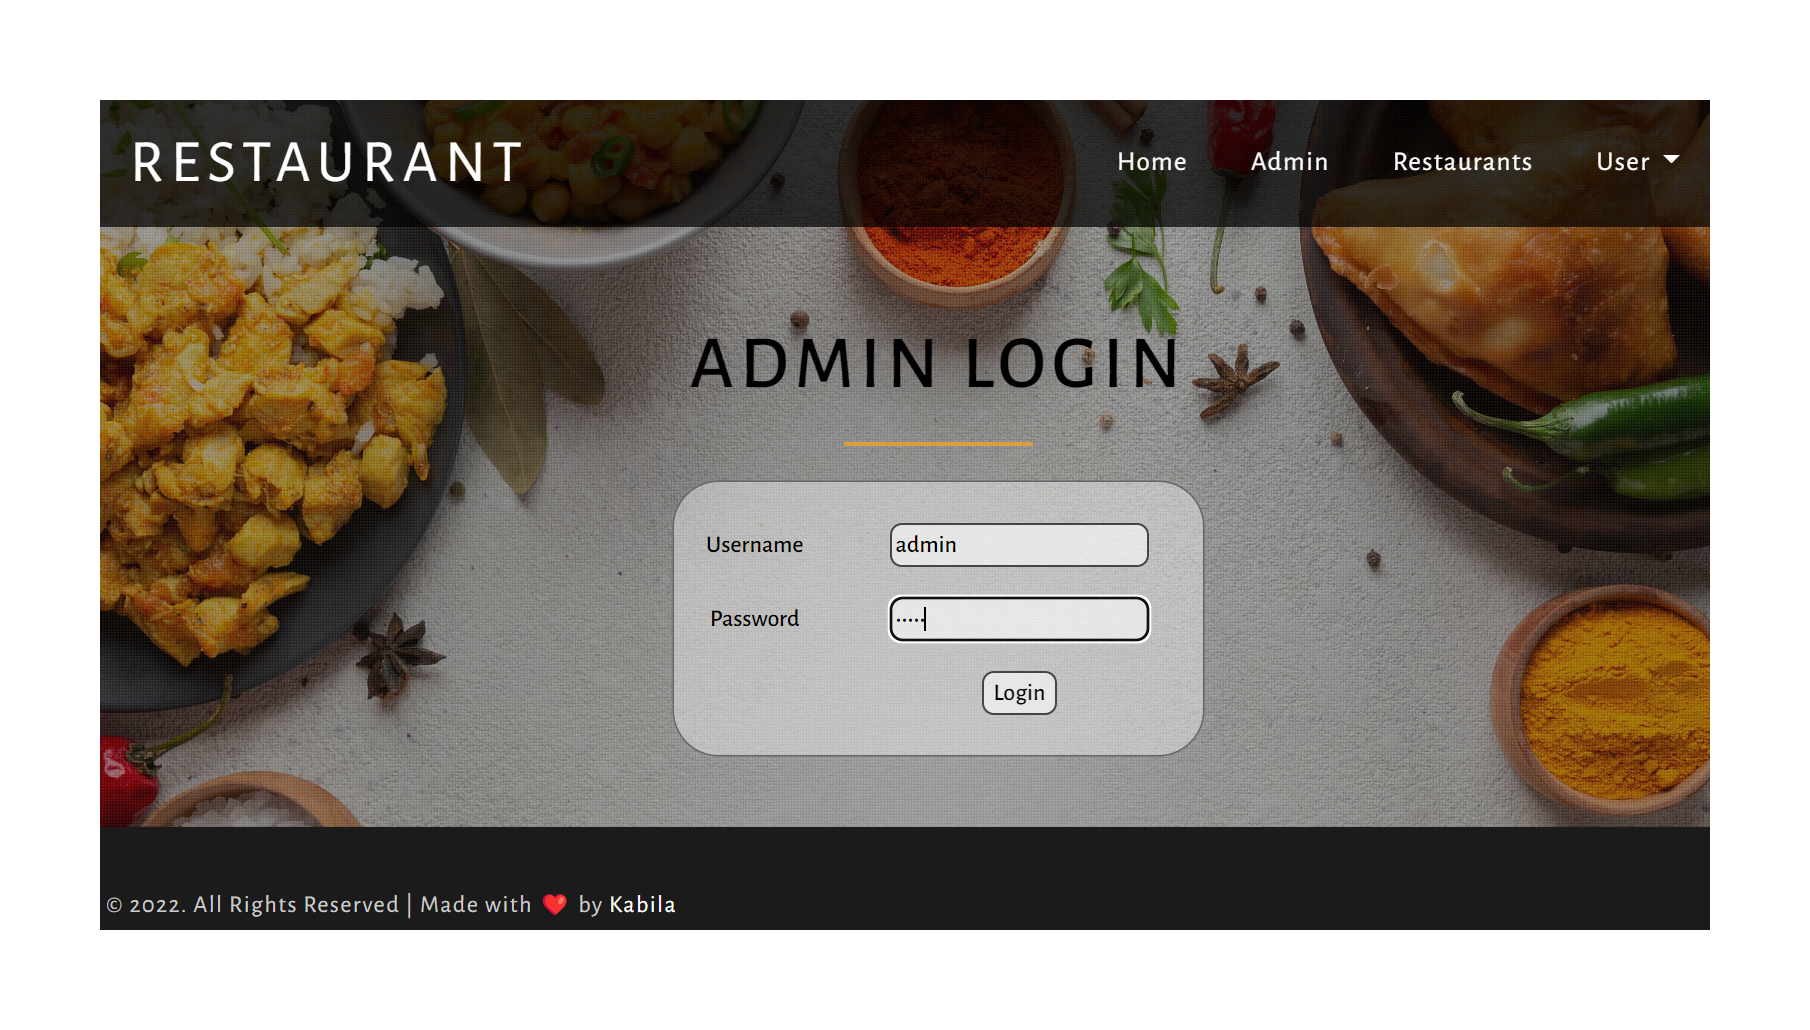 RESTAURANT
Home Admin Restaurants User
ADMIN LOGIN
Username admin
Password •••••
Login
© 2022. All Rights Reserved | Made with ❤️ by Kabila